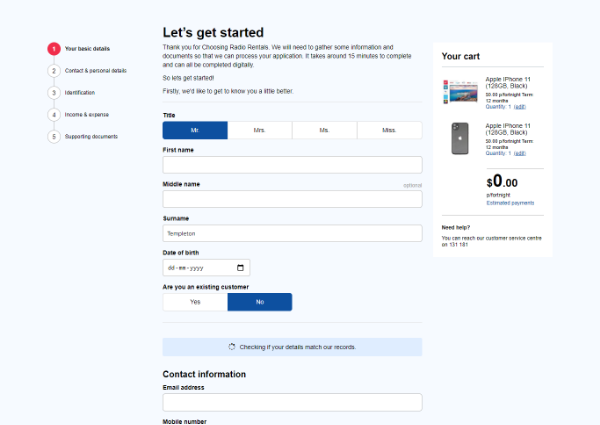 Let's get started
Thank you for Choosing Radio Rentals. We will need to gather some information and
documents so that we can process your application. It takes around 15 minutes to complete
and can all be completed digitally.
So lets get started!
Firstly, we'd like to get to know you a little better.
1 Your basic details
2 Contact & personal details
3 Identification
4 Income & expense
5 Supporting documents
Title
Mr. Mrs. Ms. Miss.
First name
Middle name optional
Surname
Templeton
Date of birth
dd-mm-yyyy
Are you an existing customer
Yes No
Checking if your details match our records.
Contact information
Email address
Mobile number
Your cart
Apple IPhone 11
(128GB, Black)
$0.00 p/fortnight Term:
12 months
Quantity: 1 (edit)
Apple IPhone 11
(128GB, Black)
$0.00 p/fortnight Term:
12 months
Quantity: 1 (edit)
$0.00
p/fortnight
Estimated payments
Need help?
You can reach our customer service centre
on 131 181